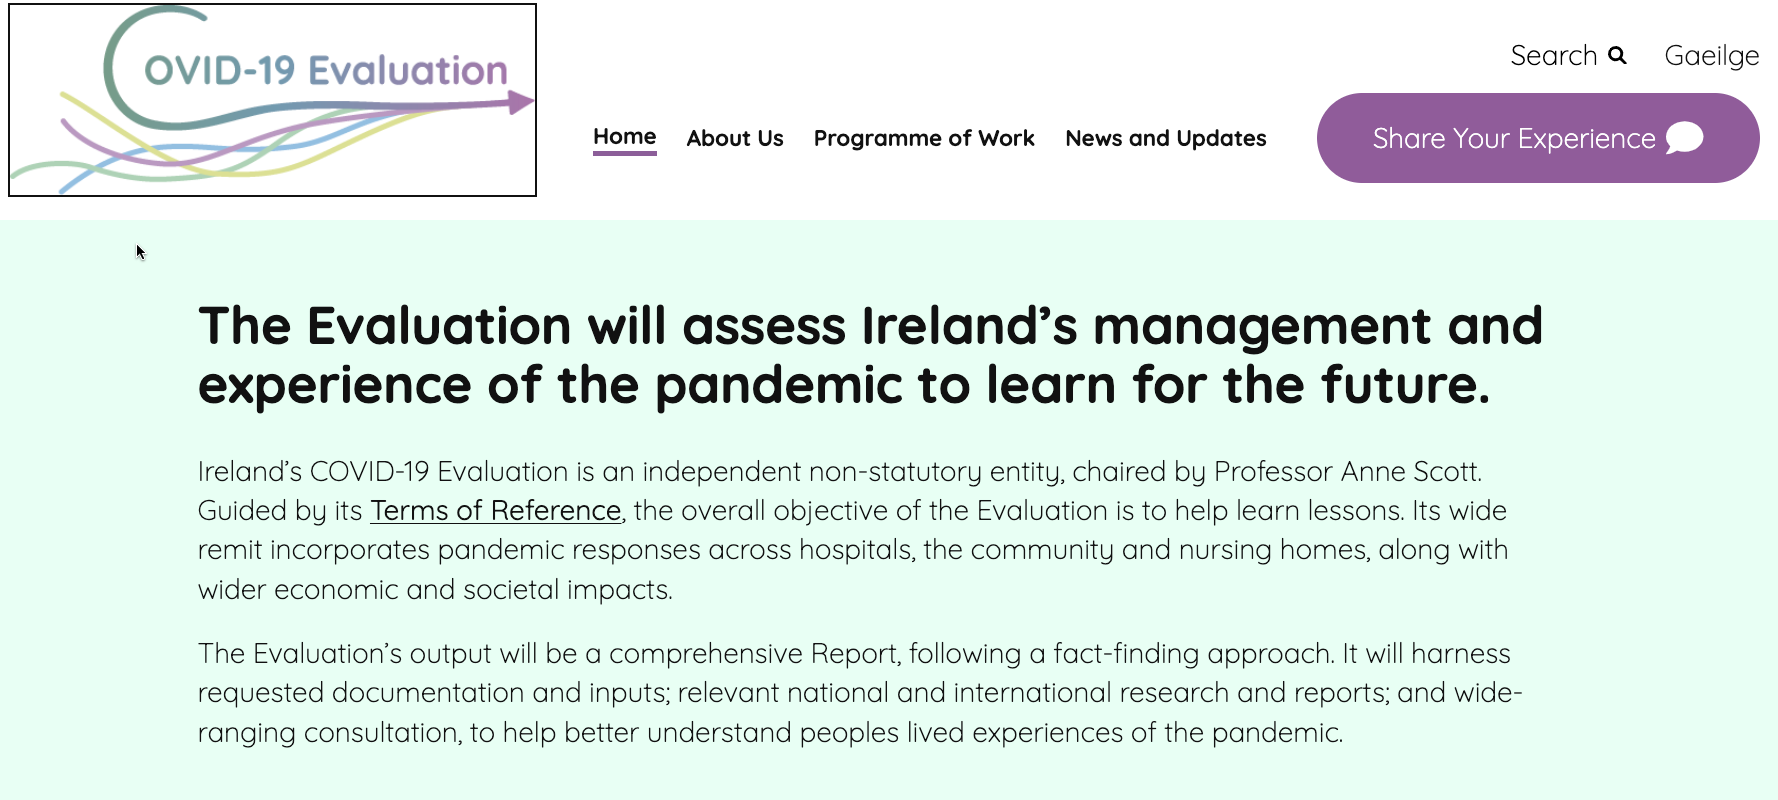 COVID-19 Evaluation
Search
Gaeilge
Home
About Us
Programme of Work
News and Updates
Share Your Experience
The Evaluation will assess Ireland’s management and
experience of the pandemic to learn for the future.
Ireland’s COVID-19 Evaluation is an independent non-statutory entity, chaired by Professor Anne Scott.
Guided by its Terms of Reference, the overall objective of the Evaluation is to help learn lessons. Its wide
remit incorporates pandemic responses across hospitals, the community and nursing homes, along with
wider economic and societal impacts.
The Evaluation’s output will be a comprehensive Report, following a fact-finding approach. It will harness
requested documentation and inputs; relevant national and international research and reports; and wide-
ranging consultation, to help better understand peoples lived experiences of the pandemic.